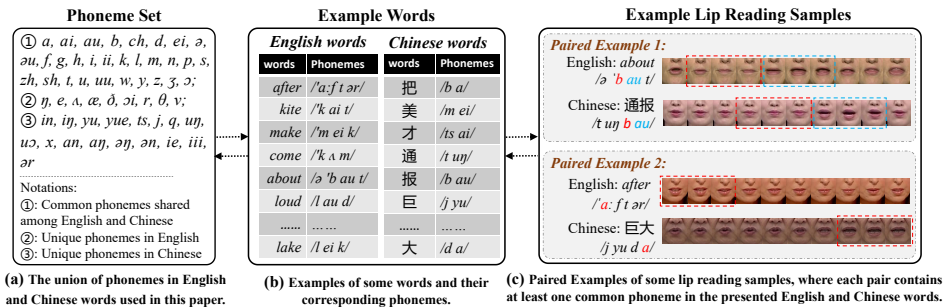 Phoneme Set
① a, ai, au, b, ch, d, ei, ə,
əu, f, g, h, i, ii, k, l, m, n, p, s,
zh, sh, t, u, uu, w, y, z, ʒ, ɔ;
② ŋ, e, ʌ, æ, ð, ɔi, r, θ, v;
③ in, iŋ, yu, yue, ts, j, q, uŋ,
uɔ, x, an, aŋ, əŋ, ən, ie, iii,
ər
Notations:
①: Common phonemes shared
among English and Chinese
②: Unique phonemes in English
③: Unique phonemes in Chinese
(a) The union of phonemes in English
and Chinese words used in this paper.
Example Words
English words Chinese words
words Phonemes words Phonemes
after /'a:f t ər/ 把 /b a/
kite /'k ai t/ 美 /m ei/
make /'m ei k/ 才 /ts ai/
come /'k ʌ m/ 通 /t uŋ/
about /ə 'b au t/ 报 /b au/
loud /l au d/ 巨 /j yu/
...... ...... ...... ......
lake /l ei k/ 大 /d a/
(b) Examples of some words and their
corresponding phonemes.
Example Lip Reading Samples
Paired Example 1:
English: about
/ə 'b au t/
Chinese: 通报
/t uŋ b au/
Paired Example 2
English: after
/'a: f t ər/
Chinese: 巨大
/j yu d a/
(c) Paired Examples of some lip reading samples, where each pair contains
at least one common phoneme in the presented English and Chinese words.